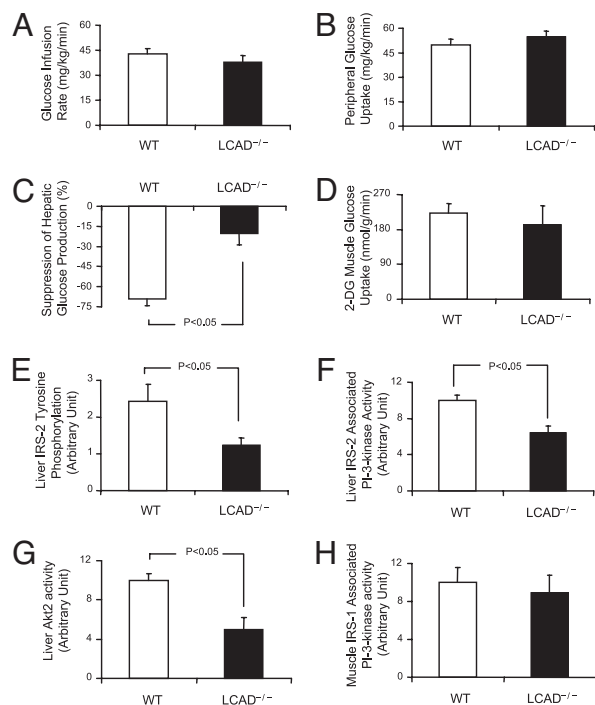 A
Glucose Infusion
Rate (mg/kg/min)
60
45
30
15
0
WT
LCAD−/−
B
Peripheral Glucose
Uptake (mg/kg/min)
60
45
30
15
0
WT
LCAD−/−
C
Suppression of Hepatic
Glucose Production (%)
WT
LCAD−/−
0
-15
-30
-45
-60
-75
P<0.05
D
2-DG Muscle Glucose
Uptake (nmol/g/min)
270
180
90
0
WT
LCAD−/−
E
Liver IRS-2 Tyrosine
Phosphorylation
(Arbitrary Unit)
P<0.05
3
2
1
0
WT
LCAD−/−
F
Liver IRS-2 Associated
PI-3-kinase Activity
(Arbitrary Unit)
P<0.05
12
8
4
0
WT
LCAD−/−
G
Liver Akt2 activity
(Arbitrary Unit)
P<0.05
12
8
4
0
WT
LCAD−/−
H
Muscle IRS-1 Associated
PI-3-kinase activity
(Arbitrary Unit)
12
8
4
0
WT
LCAD−/−